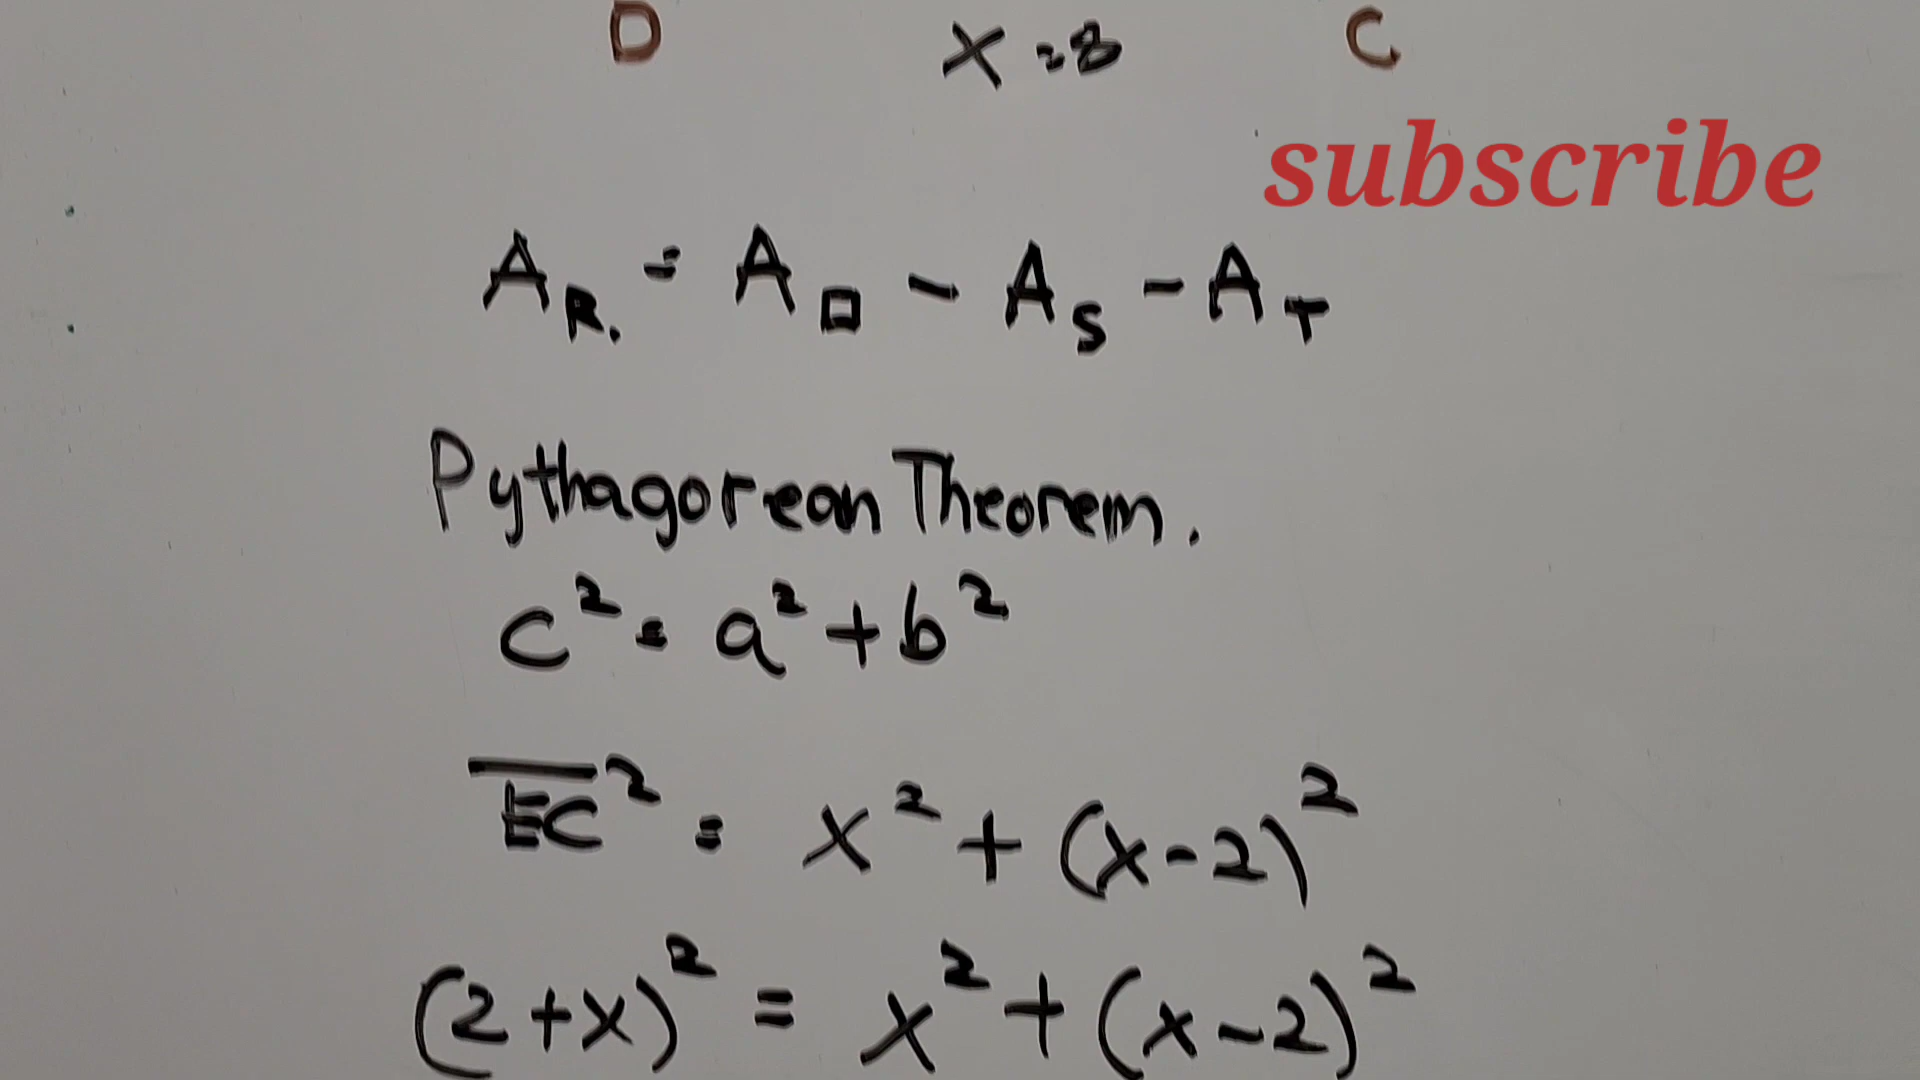 D x = 8 C
subscribe
A_R. = A_□ - A_S - A_T
Pythagorean Theorem.
c² = a² + b²
E̅C̅² = x² + (x-2)²
(2+x)² = x² + (x-2)²